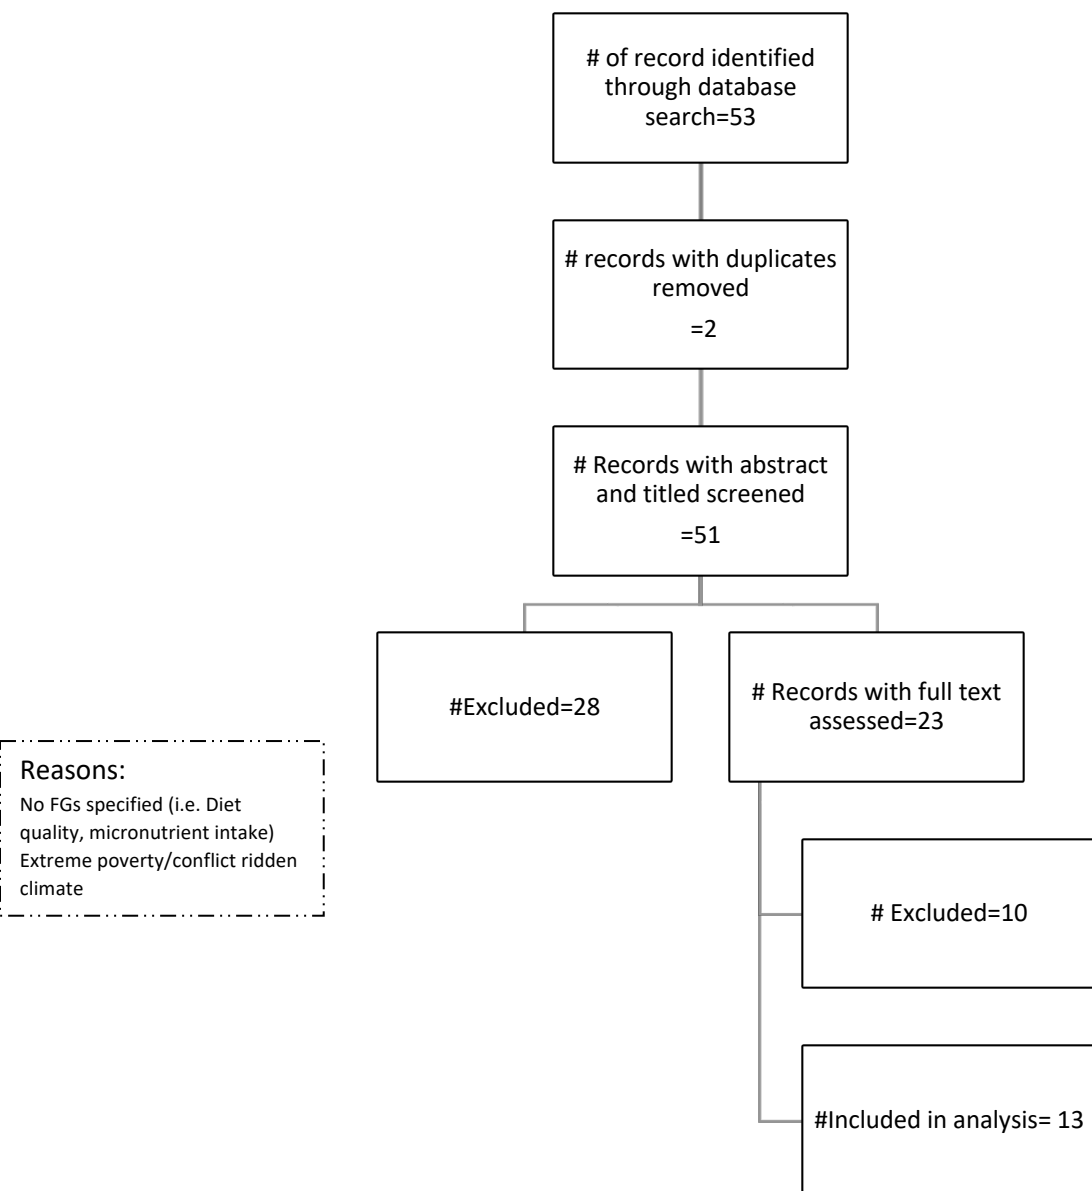 # of record identified
through database
search=53
# records with duplicates
removed
=2
# Records with abstract
and titled screened
=51
#Excluded=28
# Records with full text
assessed=23
Reasons:
No FGs specified (i.e. Diet
quality, micronutrient intake)
Extreme poverty/conflict ridden
climate
# Excluded=10
#Included in analysis= 13